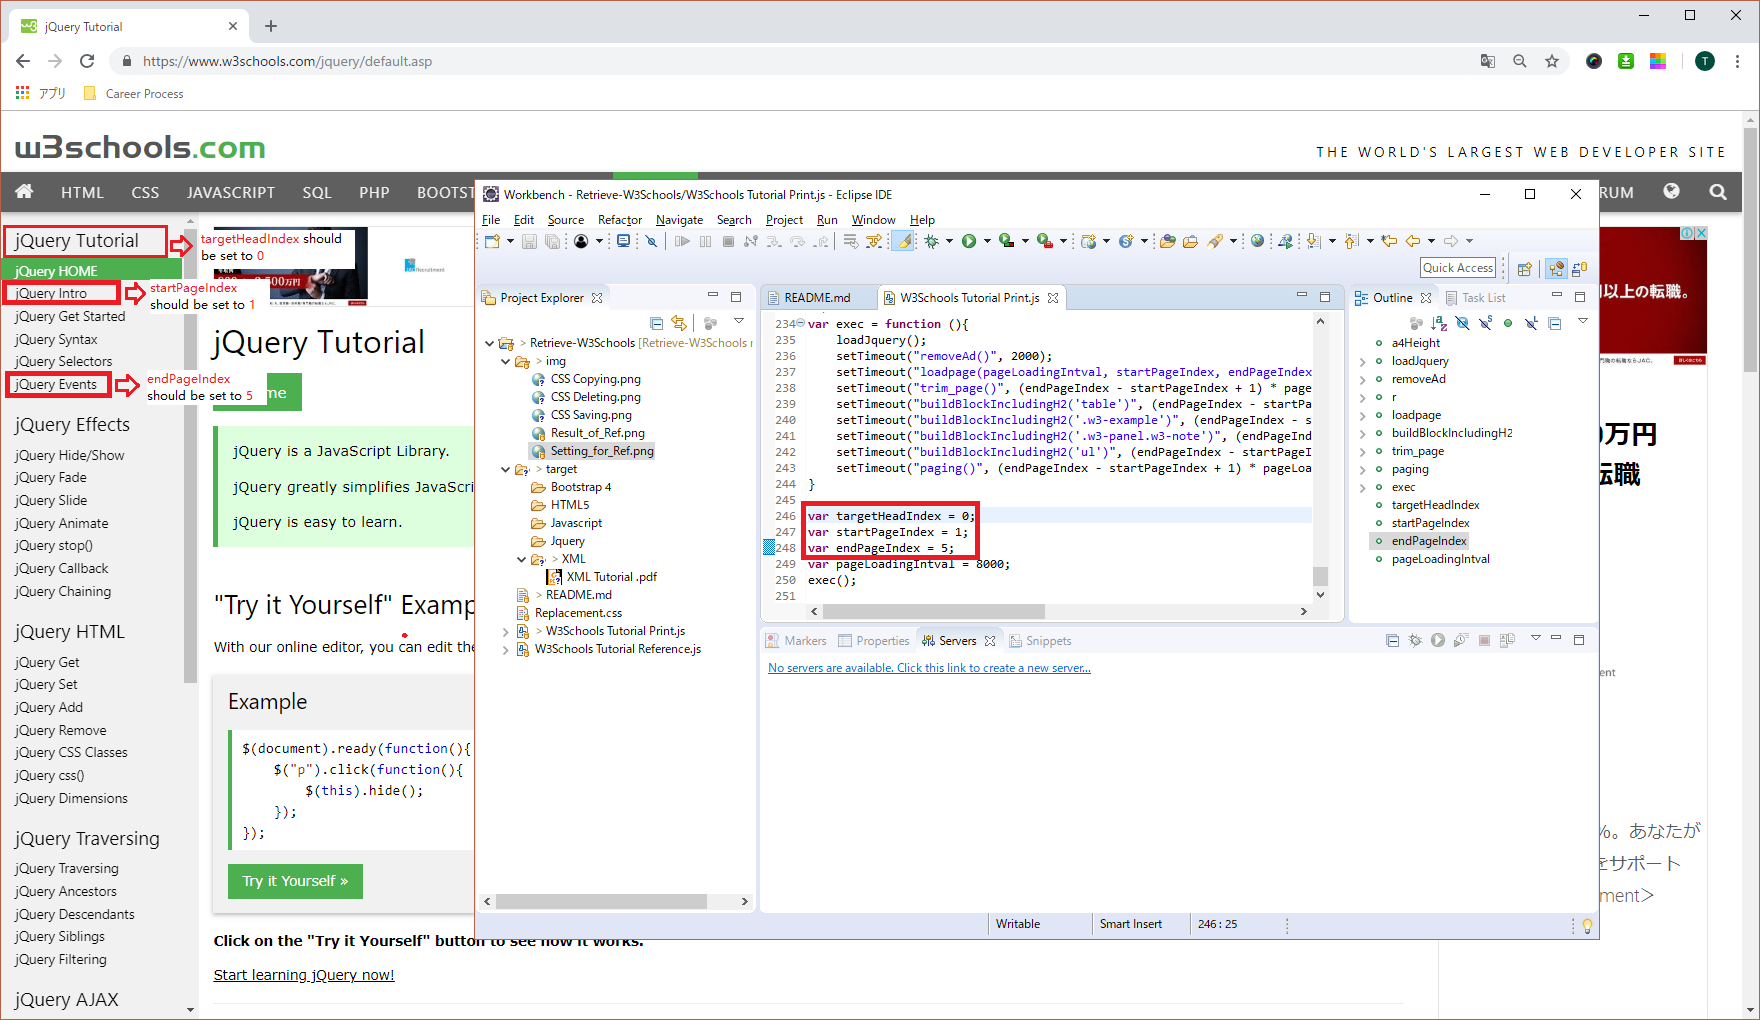 jQuery Tutorial
https://www.w3schools.com/jquery/default.asp
T
アプリ
Career Process
w3schools.com
THE WORLD'S LARGEST WEB DEVELOPER SITE
HTML CSS JAVASCRIPT SQL PHP BOOTST
RUM
jQuery Tutorial
jQuery HOME
jQuery Intro
jQuery Get Started
jQuery Syntax
jQuery Selectors
jQuery Events
jQuery Effects
jQuery Hide/Show
jQuery Fade
jQuery Slide
jQuery Animate
jQuery stop()
jQuery Callback
jQuery Chaining
jQuery HTML
jQuery Get
jQuery Set
jQuery Add
jQuery Remove
jQuery CSS Classes
jQuery css()
jQuery Dimensions
jQuery Traversing
jQuery Traversing
jQuery Ancestors
jQuery Descendants
jQuery Siblings
jQuery Filtering
jQuery AJAX
targetHeadIndex should
be set to 0
startPageIndex
should be set to 1
endPageIndex
should be set to 5
Recruitment
jQuery Tutorial
me
jQuery is a JavaScript Library.
jQuery greatly simplifies JavaScri
jQuery is easy to learn.
"Try it Yourself" Examp
With our online editor, you can edit the
Example
$(document).ready(function(){
$("p").click(function(){
$(this).hide();
});
});
Try it Yourself »
Click on the "Try it Yourself" button to see how it works.
Start learning jQuery now!
Workbench - Retrieve-W3Schools/W3Schools Tutorial Print.js - Eclipse IDE
File Edit Source Refactor Navigate Search Project Run Window Help
Quick Access
Project Explorer
> Retrieve-W3Schools [Retrieve-W3Schools
> img
CSS Copying.png
CSS Deleting.png
CSS Saving.png
Result_of_Ref.png
Setting_for_Ref.png
> target
Bootstrap 4
HTML5
Javascript
Jquery
> XML
XML Tutorial .pdf
> README.md
Replacement.css
> W3Schools Tutorial Print.js
W3Schools Tutorial Reference.js
README.md
W3Schools Tutorial Print.js
234 var exec = function (){
235 loadJquery();
236 setTimeout("removeAd()", 2000);
237 setTimeout("loadpage(pageLoadingIntval, startPageIndex, endPageIndex
238 setTimeout("trim_page()", (endPageIndex - startPageIndex + 1) * page
239 setTimeout("buildBlockIncludingH2('table')", (endPageIndex - startPa
240 setTimeout("buildBlockIncludingH2('.w3-example')", (endPageIndex - s
241 setTimeout("buildBlockIncludingH2('.w3-panel.w3-note')", (endPageInd
242 setTimeout("buildBlockIncludingH2('ul')", (endPageIndex - startPageI
243 setTimeout("paging()", (endPageIndex - startPageIndex + 1) * pageLoa
244 }
245
246 var targetHeadIndex = 0;
247 var startPageIndex = 1;
248 var endPageIndex = 5;
249 var pageLoadingIntval = 8000;
250 exec();
251
Outline
Task List
a4Height
loadJquery
removeAd
r
loadpage
buildBlockIncludingH2
trim_page
paging
exec
targetHeadIndex
startPageIndex
endPageIndex
pageLoadingIntval
Markers Properties Servers Snippets
No servers are available. Click this link to create a new server...
Writable
Smart Insert
246 : 25
以上の転職。
万円
転職
ent
%。あなたが
をサポート
ment>